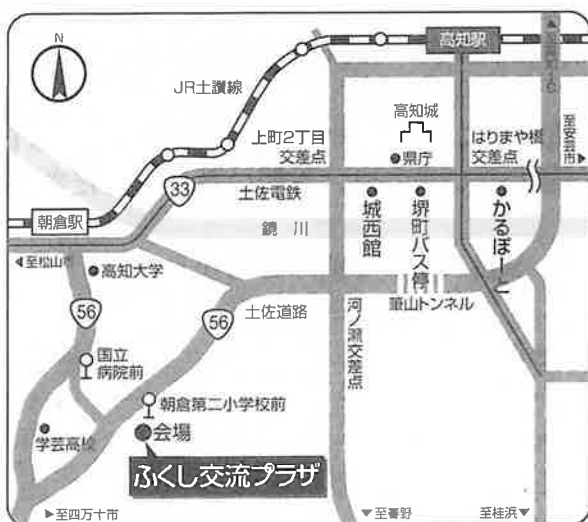 N
高知駅
JR土讃線
高知城
上町2丁目
交差点
県庁
はりまや橋
交差点
至安芸市▶
33
土佐電鉄
朝倉駅
城西館
堺町バス停
かるぽーと
鏡川
◀至松山市
高知大学
56
56
土佐道路
筆山トンネル
河ノ瀬交差点
国立
病院前
朝倉第二小学校前
学芸高校
会場
ふくし交流プラザ
▶至四万十市
▼至春野
至桂浜▼